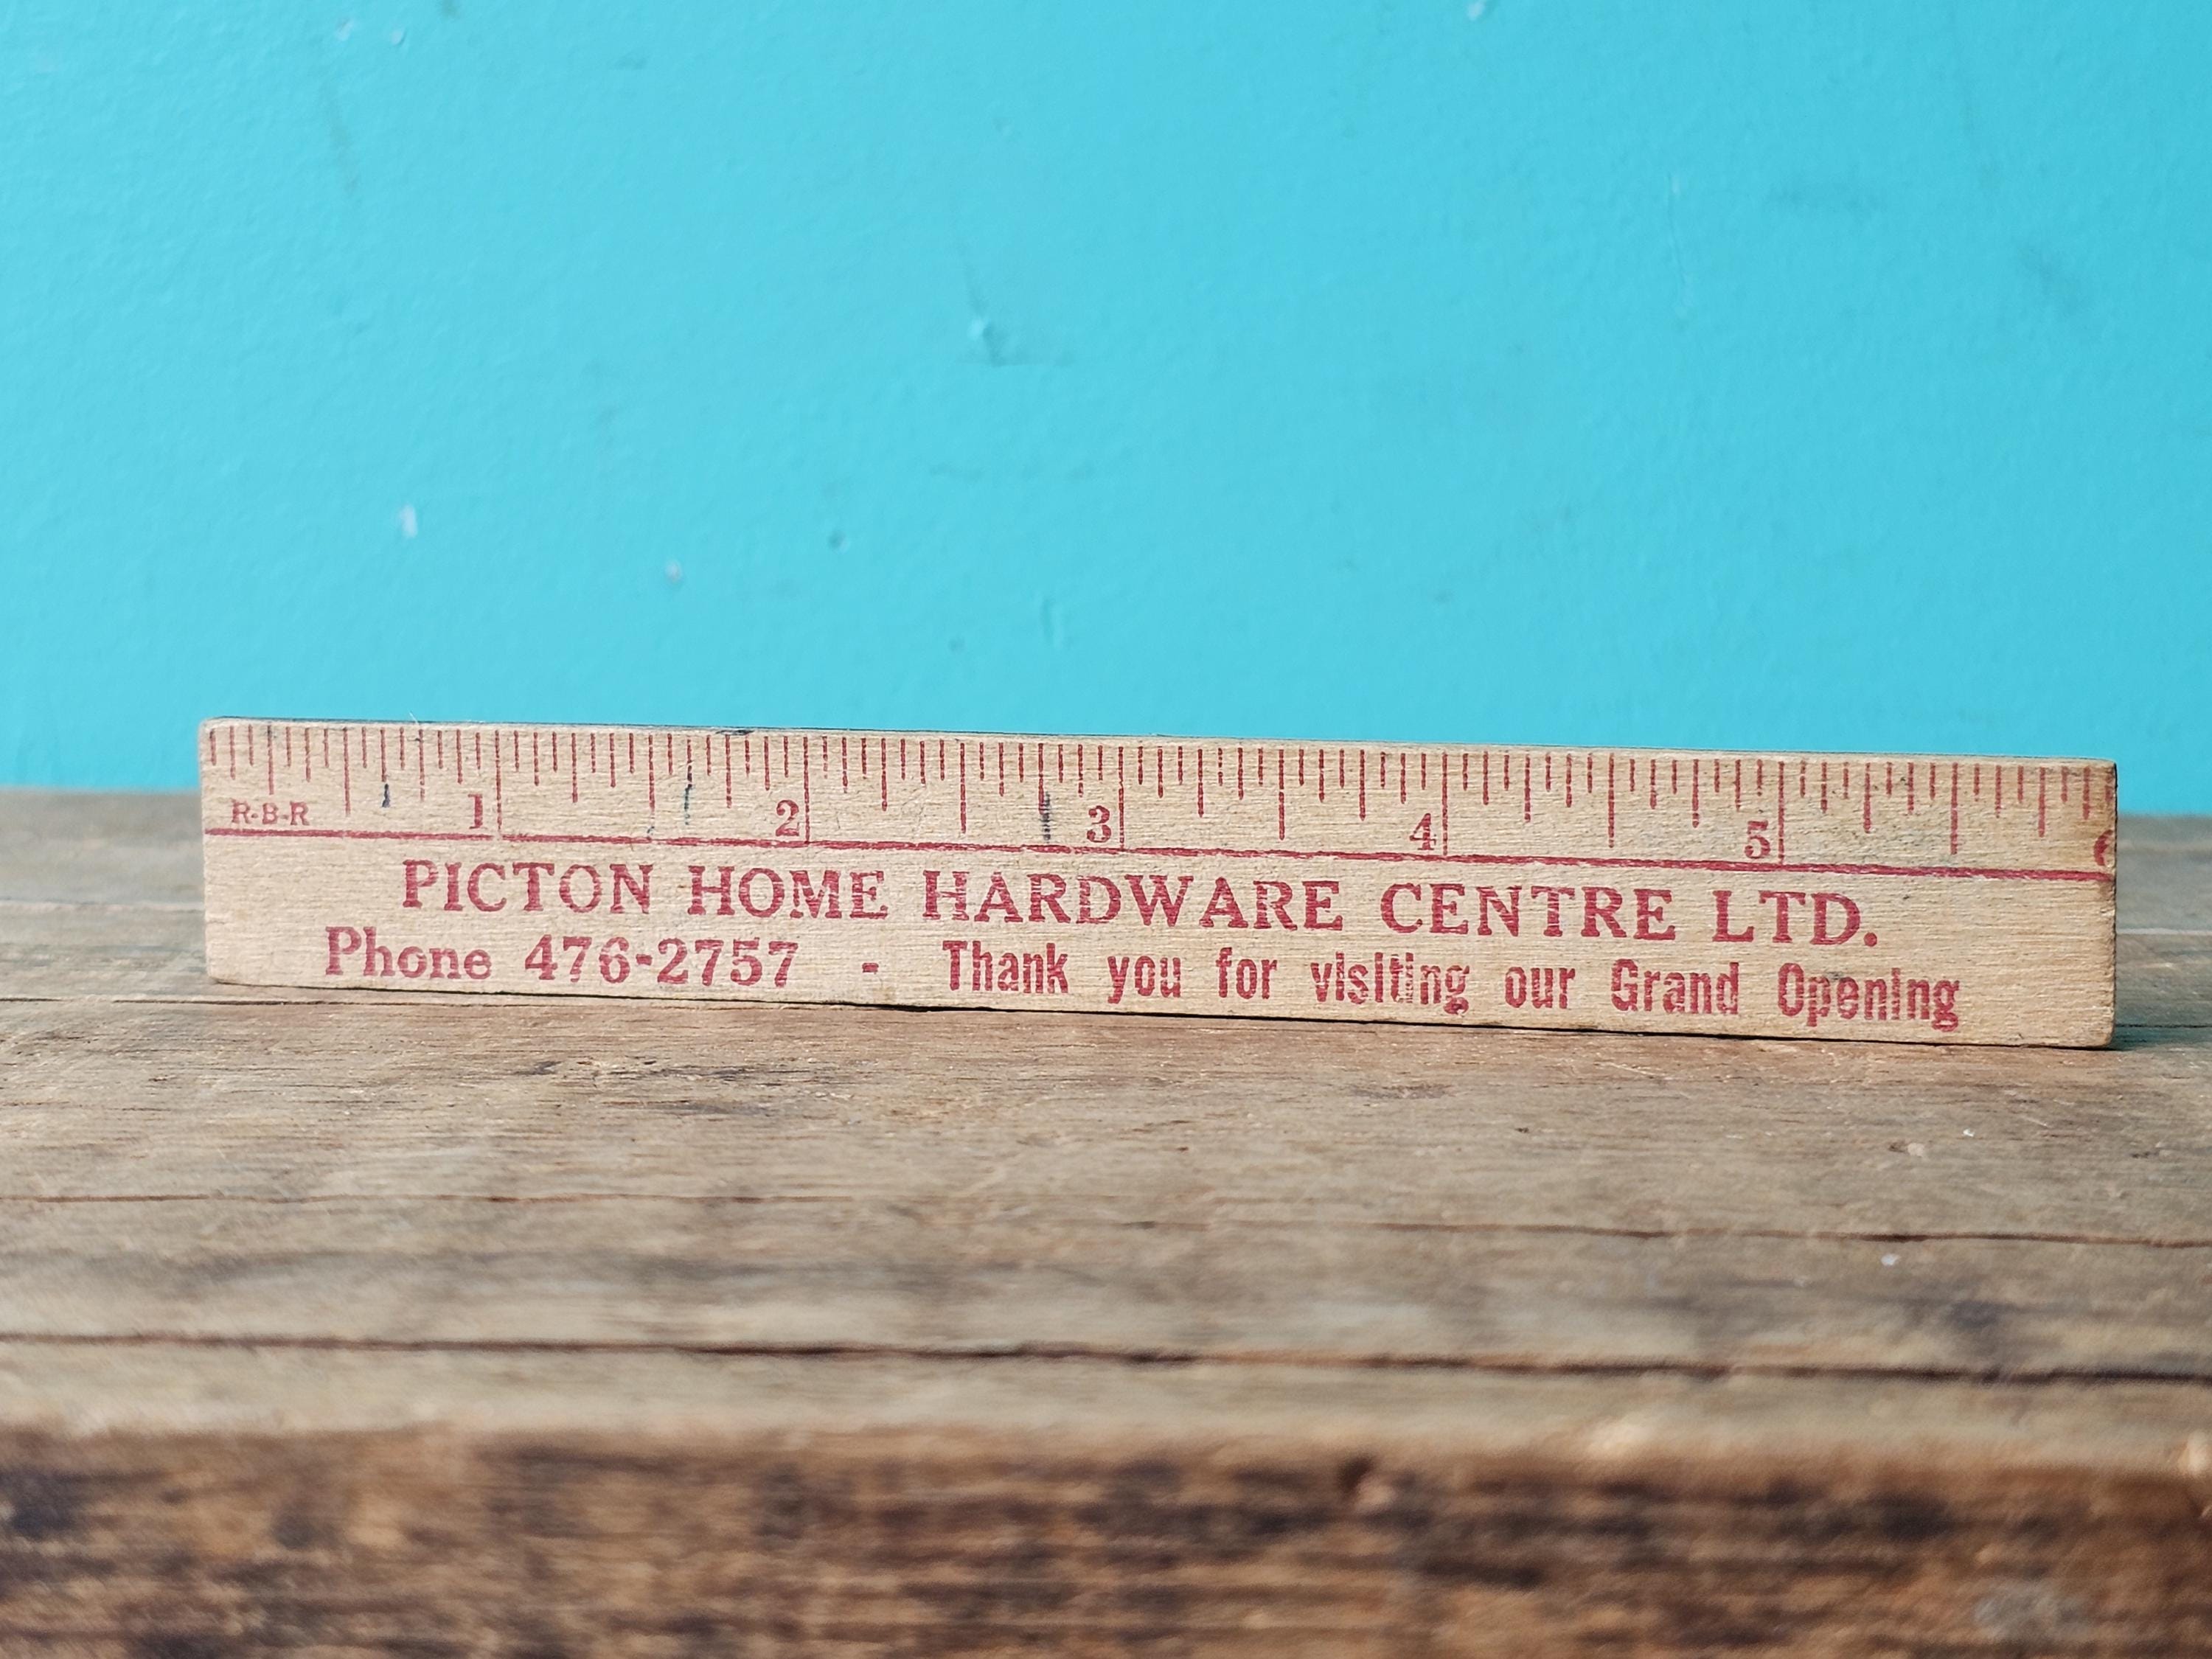 1 2 3 4 5 6
R-B-R
PICTON HOME HARDWARE CENTRE LTD.
Phone 476-2757 - Thank you for visiting our Grand Opening